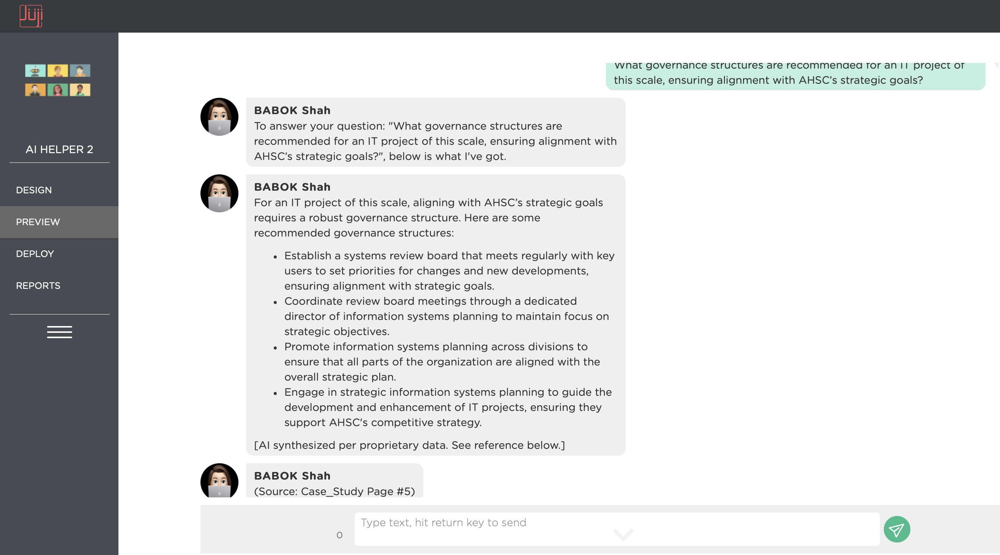 Juji
What governance structures are recommended for an IT project of
this scale, ensuring alignment with AHSC’s strategic goals?
BABOK Shah
To answer your question: "What governance structures are
recommended for an IT project of this scale, ensuring alignment with
AHSC’s strategic goals?", below is what I've got.
BABOK Shah
For an IT project of this scale, aligning with AHSC’s strategic goals
requires a robust governance structure. Here are some
recommended governance structures:
• Establish a systems review board that meets regularly with key
users to set priorities for changes and new developments,
ensuring alignment with strategic goals.
• Coordinate review board meetings through a dedicated
director of information systems planning to maintain focus on
strategic objectives.
• Promote information systems planning across divisions to
ensure that all parts of the organization are aligned with the
overall strategic plan.
• Engage in strategic information systems planning to guide the
development and enhancement of IT projects, ensuring they
support AHSC's competitive strategy.
[AI synthesized per proprietary data. See reference below.]
BABOK Shah
(Source: Case_Study Page #5)
AI HELPER 2
DESIGN
PREVIEW
DEPLOY
REPORTS
0
Type text, hit return key to send